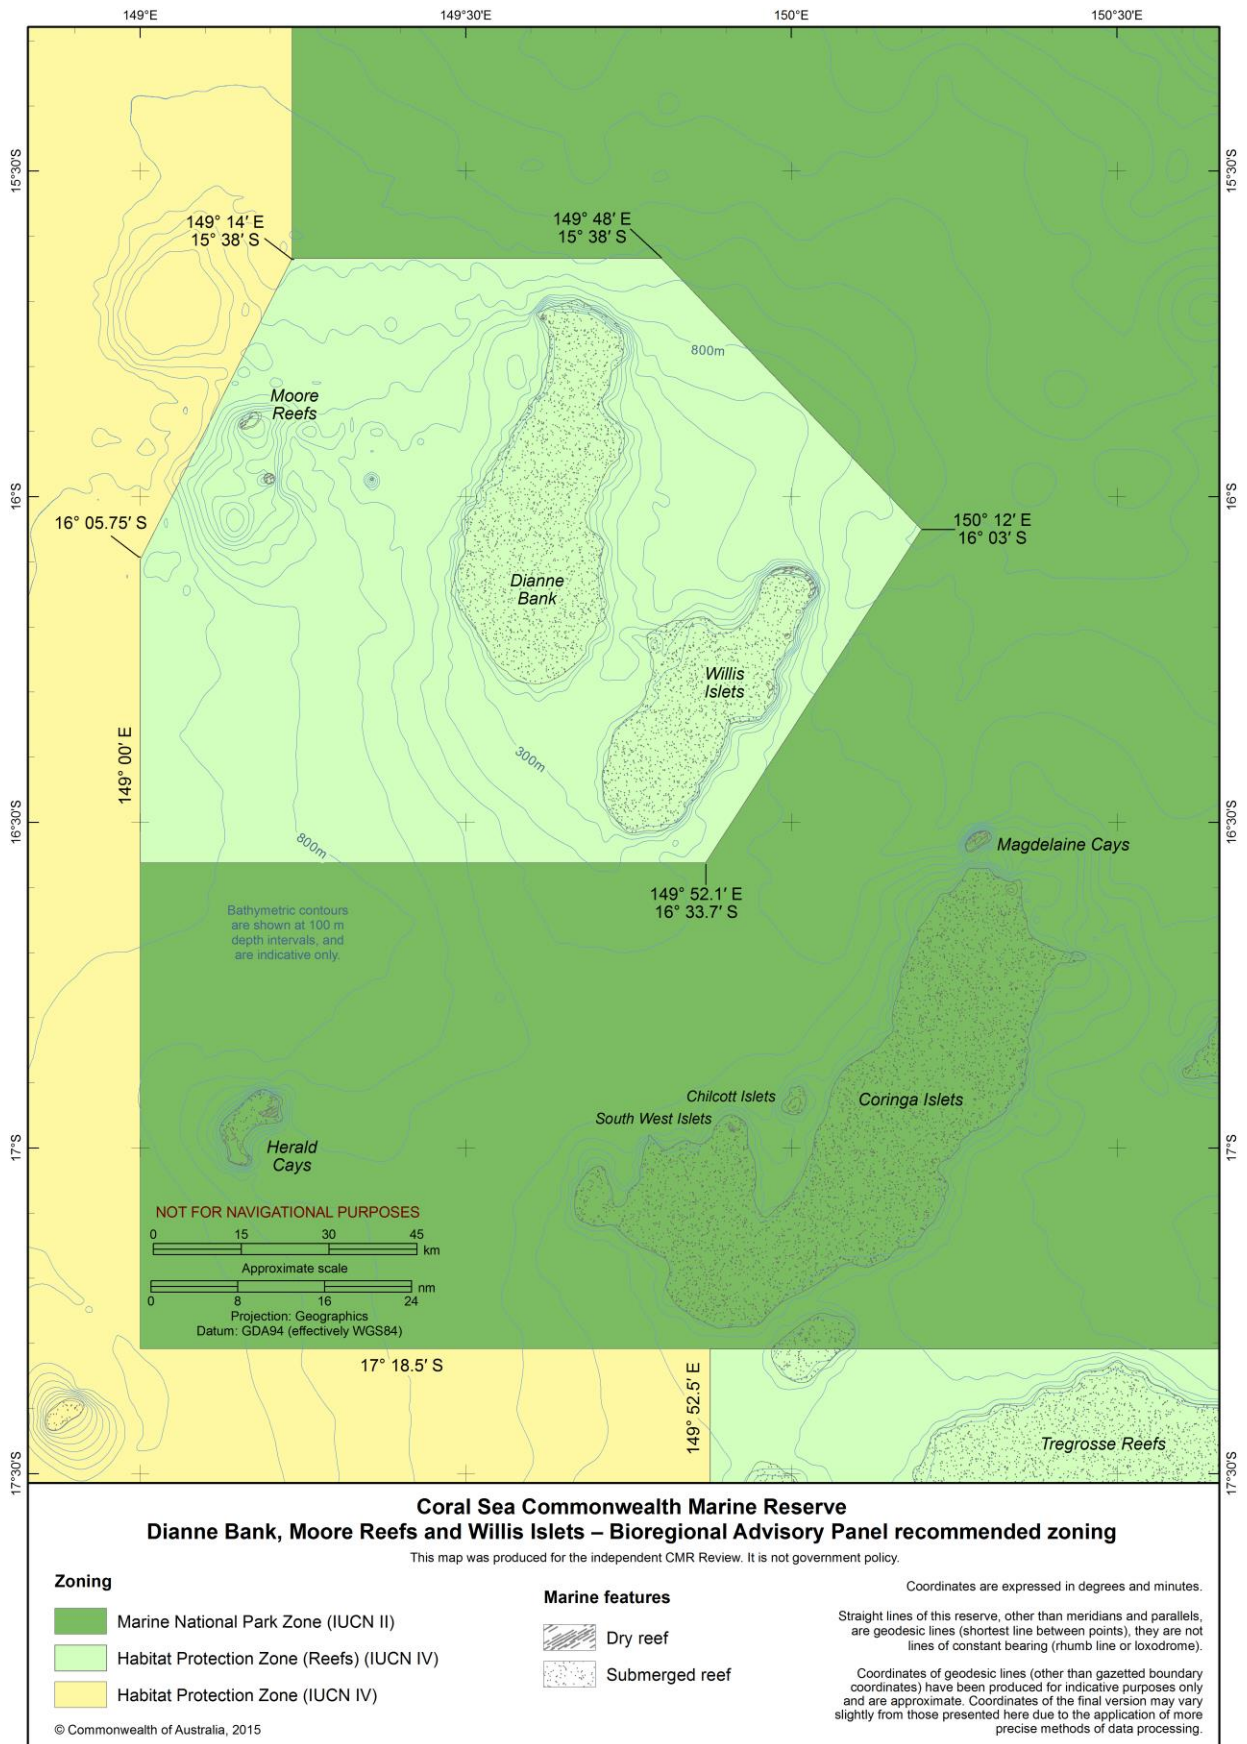 149°E
149°30'E
150°E
150°30'E
15°30'S
15°30'S
149° 14′ E
15° 38′ S
149° 48′ E
15° 38′ S
800m
Moore
Reefs
16°S
16°S
16° 05.75′ S
150° 12′ E
16° 03′ S
Dianne
Bank
Willis
Islets
149° 00′ E
300m
16°30'S
16°30'S
800m
Magdelaine Cays
149° 52.1′ E
16° 33.7′ S
Bathymetric contours
are shown at 100 m
depth intervals, and
are indicative only.
Chilcott Islets
Coringa Islets
South West Islets
17°S
17°S
Herald
Cays
NOT FOR NAVIGATIONAL PURPOSES
0 15 30 45
km
Approximate scale
nm
0 8 16 24
Projection: Geographics
Datum: GDA94 (effectively WGS84)
17° 18.5′ S
149° 52.5′ E
Tregrosse Reefs
17°30'S
17°30'S
Coral Sea Commonwealth Marine Reserve
Dianne Bank, Moore Reefs and Willis Islets – Bioregional Advisory Panel recommended zoning
This map was produced for the independent CMR Review. It is not government policy.
Zoning
Marine National Park Zone (IUCN II)
Habitat Protection Zone (Reefs) (IUCN IV)
Habitat Protection Zone (IUCN IV)
© Commonwealth of Australia, 2015
Marine features
Dry reef
Submerged reef
Coordinates are expressed in degrees and minutes.
Straight lines of this reserve, other than meridians and parallels,
are geodesic lines (shortest line between points), they are not
lines of constant bearing (rhumb line or loxodrome).
Coordinates of geodesic lines (other than gazetted boundary
coordinates) have been produced for indicative purposes only
and are approximate. Coordinates of the final version may vary
slightly from those presented here due to the application of more
precise methods of data processing.